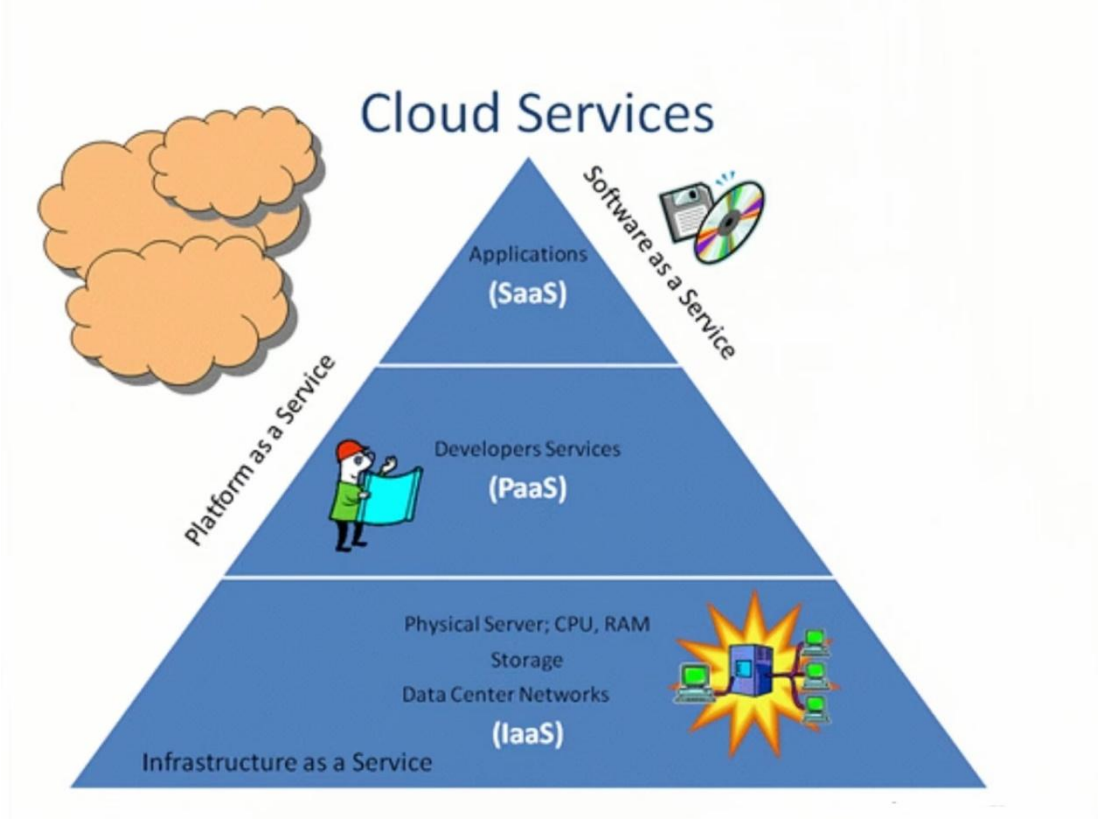 Cloud Services
Software as a Service
Applications
(SaaS)
Platform as a Service
Developers Services
(PaaS)
Physical Server; CPU, RAM
Storage
Data Center Networks
(IaaS)
Infrastructure as a Service